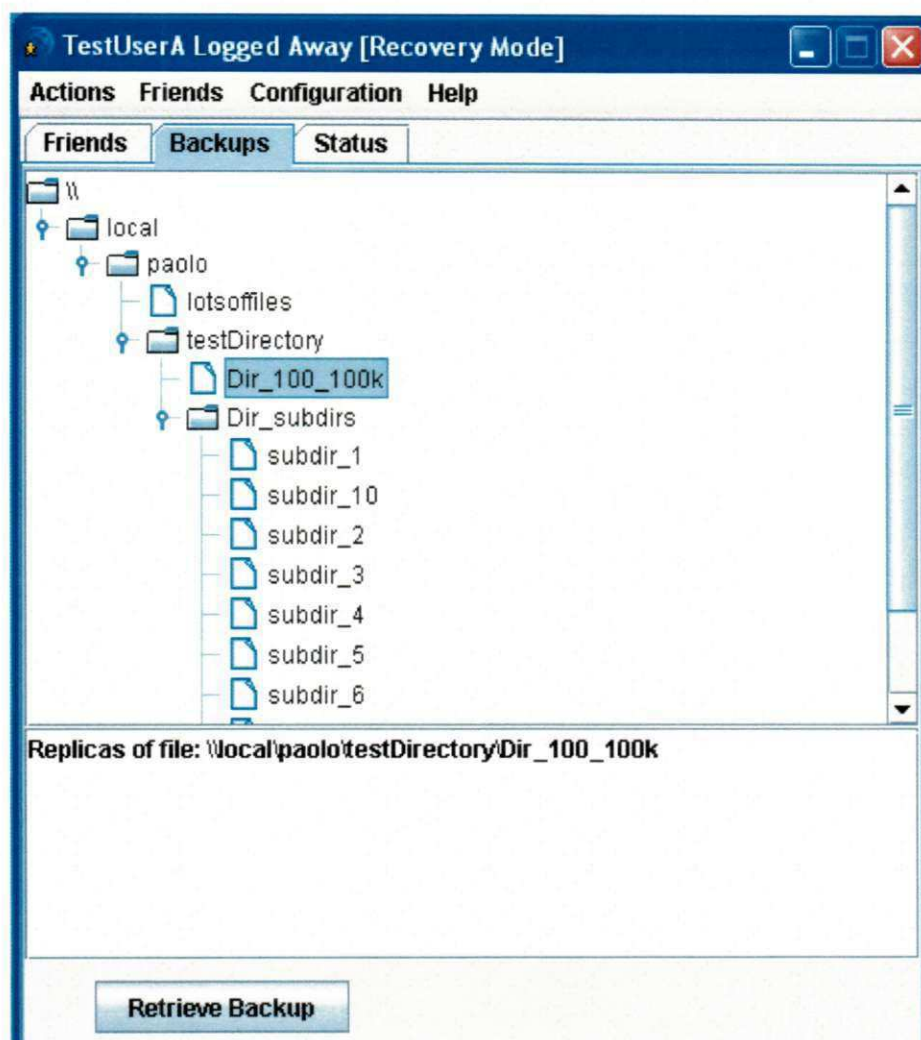 TestUserA Logged Away [Recovery Mode]
Actions Friends Configuration Help
Friends Backups Status
\\
local
paolo
lotsoffiles
testDirectory
Dir_100_100k
Dir_subdirs
subdir_1
subdir_10
subdir_2
subdir_3
subdir_4
subdir_5
subdir_6
Replicas of file: \\local\paolo\testDirectory\Dir_100_100k
Retrieve Backup